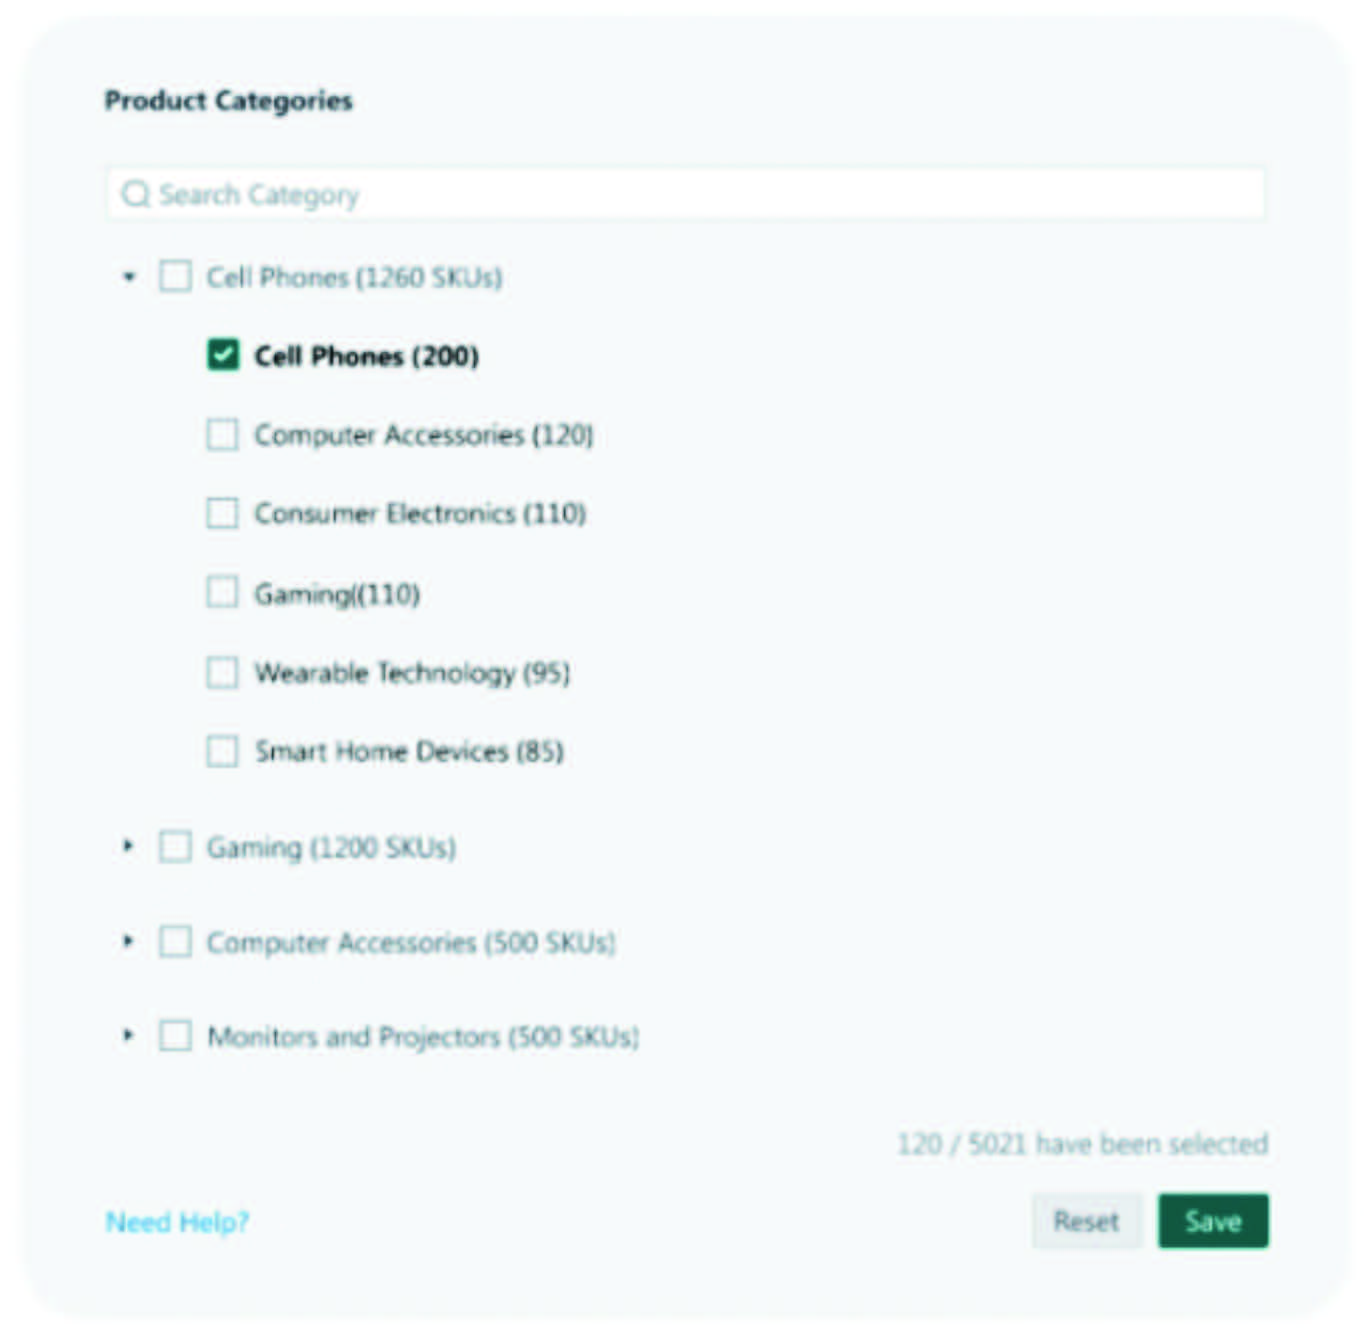 Product Categories
Search Category
Cell Phones (1260 SKUs)
Cell Phones (200)
Computer Accessories (120)
Consumer Electronics (110)
Gaming((110)
Wearable Technology (95)
Smart Home Devices (85)
Gaming (1200 SKUs)
Computer Accessories (500 SKUs)
Monitors and Projectors (500 SKUs)
120 / 5021 have been selected
Need Help?
Reset
Save